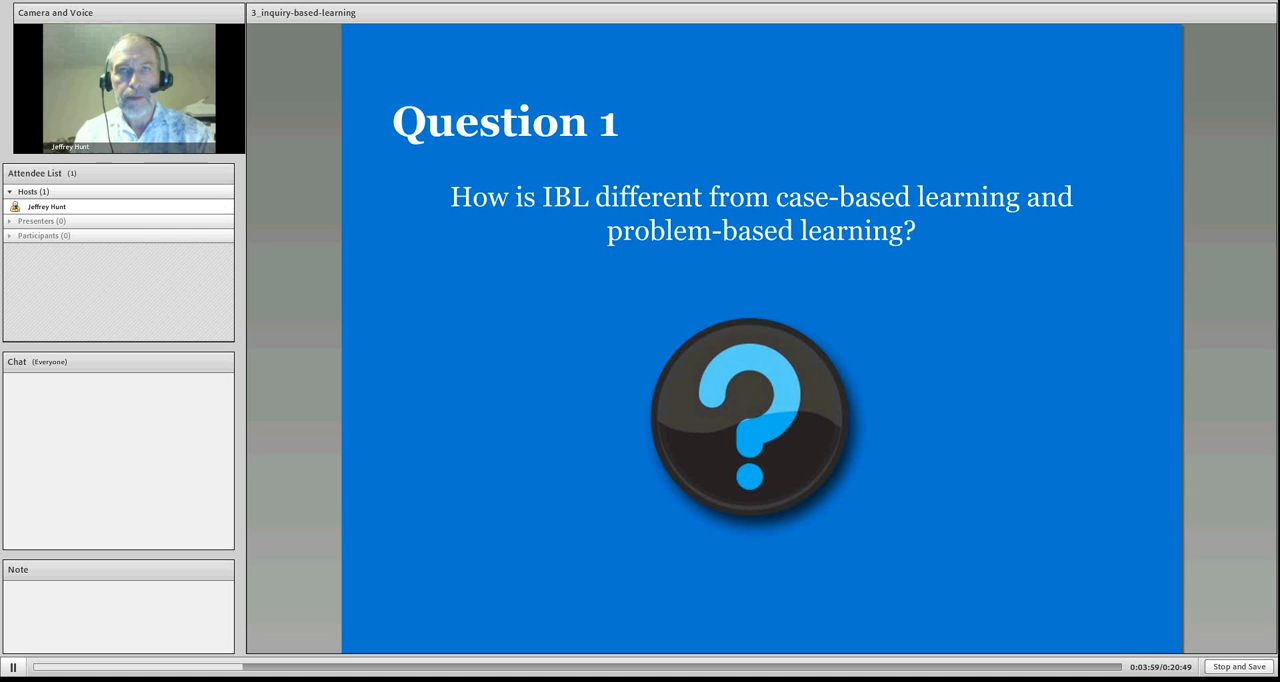 Camera and Voice
Jeffrey Hunt
Attendee List (1)
Hosts (1)
Jeffrey Hunt
Presenters (0)
Participants (0)
Chat (Everyone)
Note
3_inquiry-based-learning
Question 1
How is IBL different from case-based learning and
problem-based learning?
0:03:59/0:20:49
Stop and Save